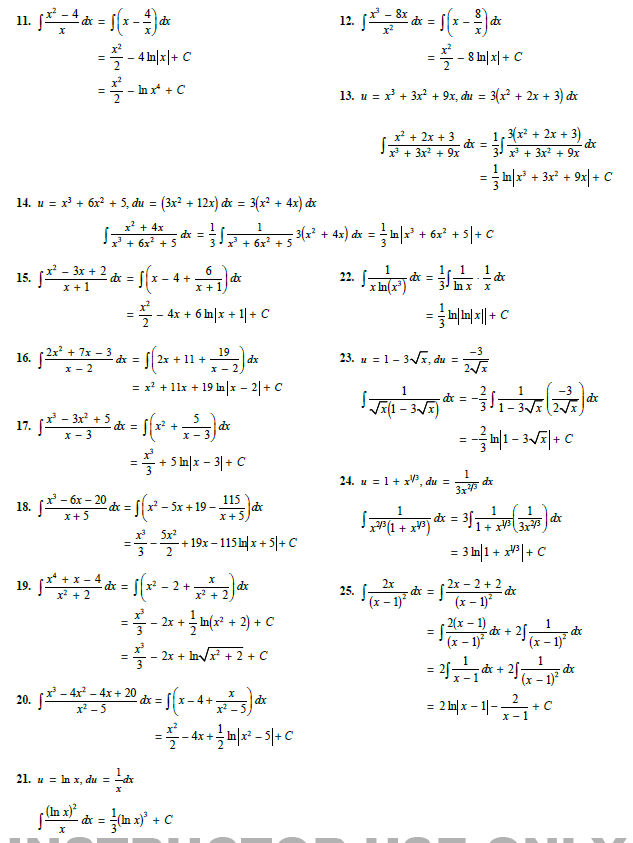 11. ∫ (x² − 4)/x dx = ∫(x − 4/x) dx
= x²/2 − 4 ln|x| + C
= x²/2 − ln x⁴ + C
14. u = x³ + 6x² + 5, du = (3x² + 12x) dx = 3(x² + 4x) dx
∫ (x² + 4x)/(x³ + 6x² + 5) dx = 1/3 ∫ 1/(x³ + 6x² + 5) 3(x² + 4x) dx = 1/3 ln|x³ + 6x² + 5| + C
15. ∫ (x² − 3x + 2)/(x + 1) dx = ∫(x − 4 + 6/(x + 1)) dx
= x²/2 − 4x + 6 ln|x + 1| + C
16. ∫ (2x² + 7x − 3)/(x − 2) dx = ∫(2x + 11 + 19/(x − 2)) dx
= x² + 11x + 19 ln|x − 2| + C
17. ∫ (x³ − 3x² + 5)/(x − 3) dx = ∫(x² + 5/(x − 3)) dx
= x³/3 + 5 ln|x − 3| + C
18. ∫ (x³ − 6x − 20)/(x + 5) dx = ∫(x² − 5x + 19 − 115/(x + 5)) dx
= x³/3 − 5x²/2 + 19x − 115 ln|x + 5| + C
19. ∫ (x⁴ + x − 4)/(x² + 2) dx = ∫(x² − 2 + x/(x² + 2)) dx
= x³/3 − 2x + 1/2 ln(x² + 2) + C
= x³/3 − 2x + ln√(x² + 2) + C
20. ∫ (x³ − 4x² − 4x + 20)/(x² − 5) dx = ∫(x − 4 + x/(x² − 5)) dx
= x²/2 − 4x + 1/2 ln|x² − 5| + C
21. u = ln x, du = 1/x dx
∫ (ln x)²/x dx = 1/3 (ln x)³ + C
12. ∫ (x³ − 8x)/x² dx = ∫(x − 8/x) dx
= x²/2 − 8 ln|x| + C
13. u = x³ + 3x² + 9x, du = 3(x² + 2x + 3) dx
∫ (x² + 2x + 3)/(x³ + 3x² + 9x) dx = 1/3 ∫ 3(x² + 2x + 3)/(x³ + 3x² + 9x) dx
= 1/3 ln|x³ + 3x² + 9x| + C
22. ∫ 1/(x ln(x³)) dx = 1/3 ∫ 1/ln x · 1/x dx
= 1/3 ln|ln|x|| + C
23. u = 1 − 3√x, du = −3/(2√x)
∫ 1/(√x(1 − 3√x)) dx = −2/3 ∫ 1/(1 − 3√x) (−3/(2√x)) dx
= −2/3 ln|1 − 3√x| + C
24. u = 1 + x^(1/3), du = 1/(3x^(2/3)) dx
∫ 1/(x^(2/3)(1 + x^(1/3))) dx = 3∫ 1/(1 + x^(1/3)) (1/(3x^(2/3))) dx
= 3 ln|1 + x^(1/3)| + C
25. ∫ 2x/(x − 1)² dx = ∫ (2x − 2 + 2)/(x − 1)² dx
= ∫ 2(x − 1)/(x − 1)² dx + 2∫ 1/(x − 1)² dx
= 2∫ 1/(x − 1) dx + 2∫ 1/(x − 1)² dx
= 2 ln|x − 1| − 2/(x − 1) + C
INSTRUCTOR USE ONLY